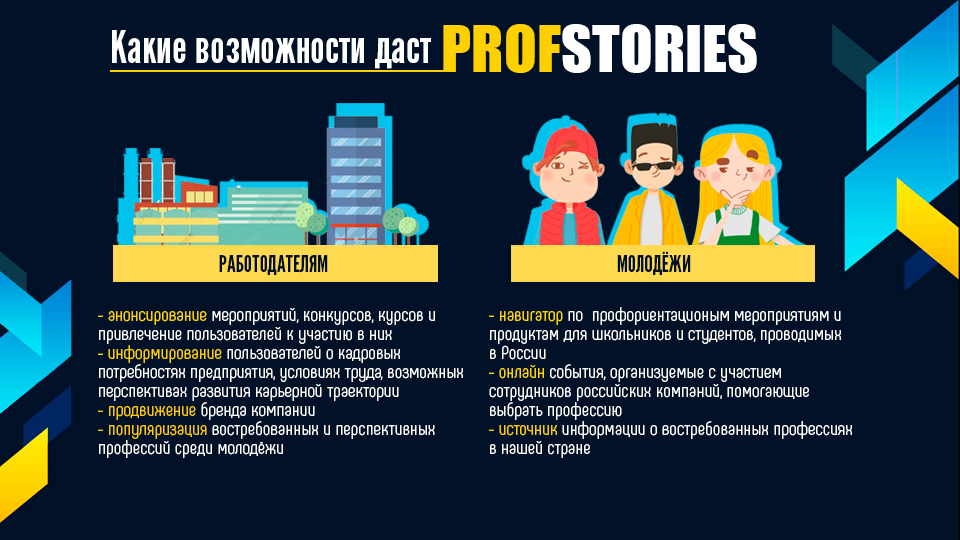 Какие возможности даст PROFSTORIES
РАБОТОДАТЕЛЯМ
- анонсирование мероприятий, конкурсов, курсов и
привлечение пользователей к участию в них
- информирование пользователей о кадровых
потребностях предприятия, условиях труда, возможных
перспективах развития карьерной траектории
- продвижение бренда компании
- популяризация востребованных и перспективных
профессий среди молодёжи
МОЛОДЁЖИ
- навигатор по профориентационым мероприятиям и
продуктам для школьников и студентов, проводимых
в России
- онлайн события, организуемые с участием
сотрудников российских компаний, помогающие
выбрать профессию
- источник информации о востребованных профессиях
в нашей стране